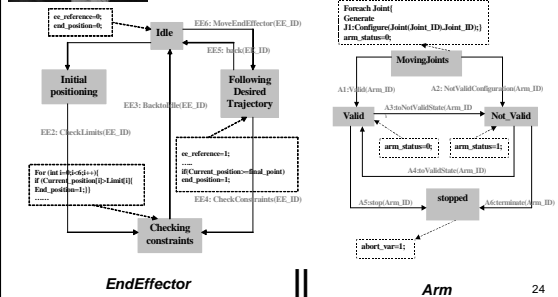 ee_reference=0;
end_position=0;
Idle
EE6: MoveEndEffector(EE_ID)
EE5: back(EE_ID)
Initial
positioning
Following
Desired
Trajectory
EE3: BacktoIdle(EE_ID)
EE2: CheckLimits(EE_ID)
ee_reference=1;
.....
if(Current_position>=final_point)
end_position=1;
For (int i=0;i<6;i++){
if (Current_position[i]>Limit[i]{
End_position=1;}}
......
EE4: CheckConstraints(EE_ID)
Checking
constraints
EndEffector
||
Foreach Joint{
Generate
J1:Configure(Joint(Joint_ID).Joint_ID);}
arm_status=0;
MovingJoints
A1:Valid(Arm_ID)
A2: NotValidConfiguration(Arm_ID)
Valid
A3:toNotValidState(Arm_ID)
Not_Valid
arm_status=0;
arm_status=1;
A4:toValidState(Arm_ID)
A5:stop(Arm_ID)
stopped
A6:terminate(Arm_ID)
abort_var=1;
Arm
24